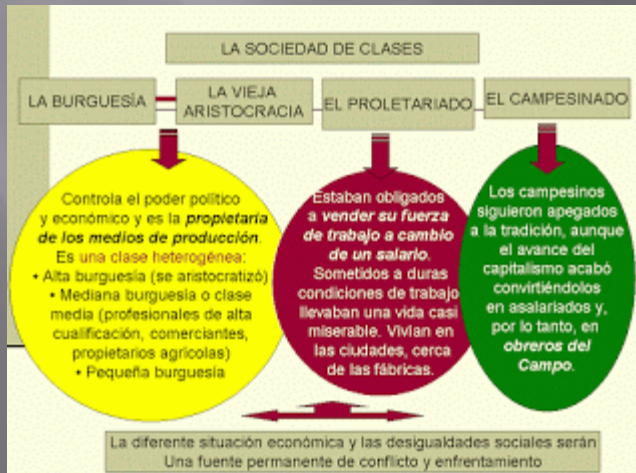 LA SOCIEDAD DE CLASES
LA BURGUESÍA
LA VIEJA
ARISTOCRACIA
EL PROLETARIADO
EL CAMPESINADO
Controla el poder político
y económico y es la propietaria
de los medios de producción.
Es una clase heterogénea:
• Alta burguesía (se aristocratizó)
• Mediana burguesía o clase
media (profesionales de alta
cualificación, comerciantes,
propietarios agrícolas)
• Pequeña burguesía
Estaban obligados
a vender su fuerza
de trabajo a cambio
de un salario.
Sometidos a duras
condiciones de trabajo
llevaban una vida casi
miserable. Vivían en
las ciudades, cerca
de las fábricas.
Los campesinos
siguieron apegados
a la tradición, aunque
el avance del
capitalismo acabó
convirtiéndolos
en asalariados y,
por lo tanto, en
obreros del
Campo.
La diferente situación económica y las desigualdades sociales serán
Una fuente permanente de conflicto y enfrentamiento